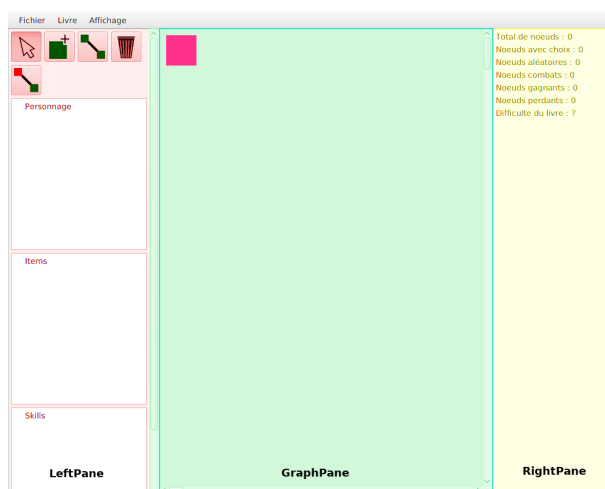 Fichier Livre Affichage
Personnage
Items
Skills
LeftPane
GraphPane
Total de noeuds : 0
Noeuds avec choix : 0
Noeuds aléatoires : 0
Noeuds combats : 0
Noeuds gagnants : 0
Noeuds perdants : 0
Difficulte du livre : ?
RightPane